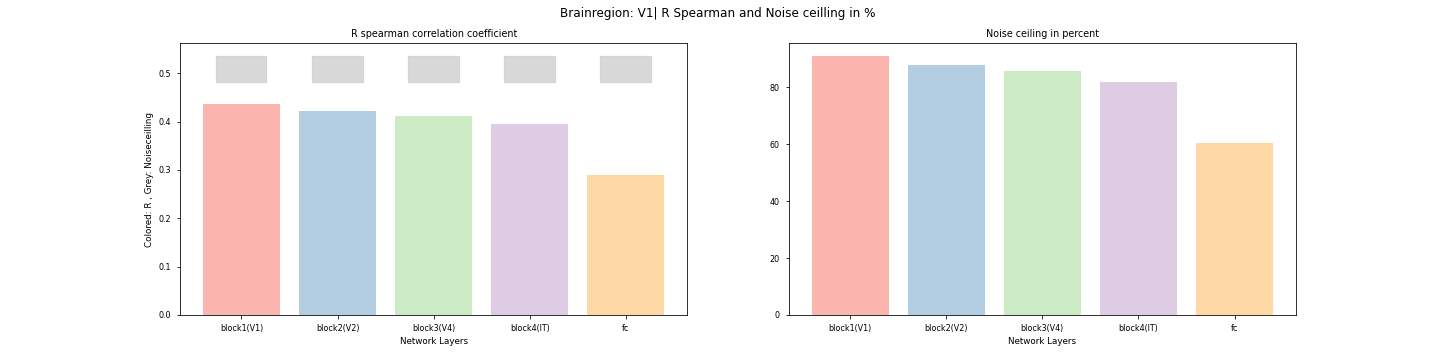 Brainregion: V1| R Spearman and Noise ceilling in %
R spearman correlation coefficient
Colored: R , Grey: Noiseceilling
0.5
0.4
0.3
0.2
0.1
0.0
block1(V1) block2(V2) block3(V4) block4(IT) fc
Network Layers
Noise ceiling in percent
80
60
40
20
0
block1(V1) block2(V2) block3(V4) block4(IT) fc
Network Layers